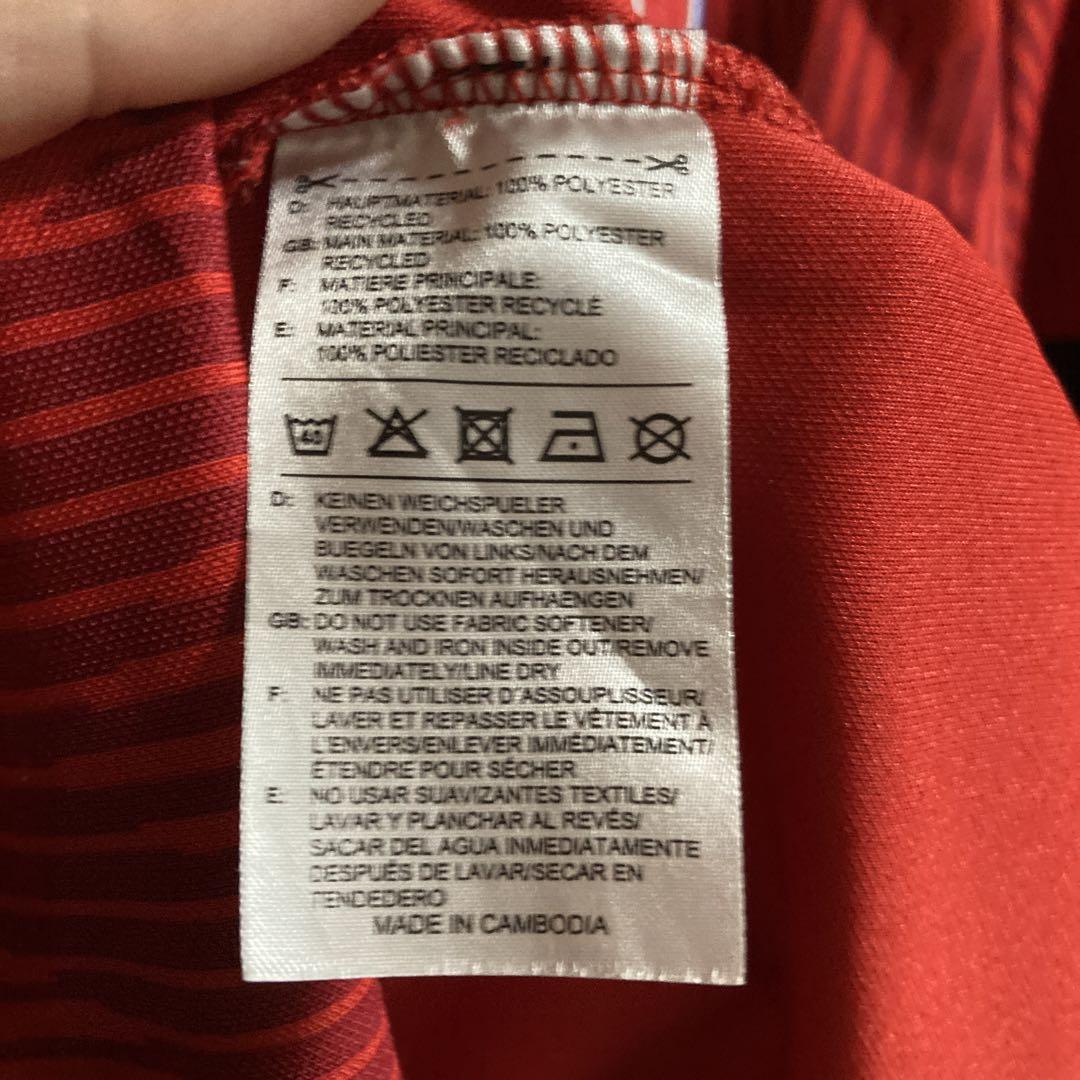 D: HAUPTMATERIAL: 100% POLYESTER
RECYCLED
GB: MAIN MATERIAL: 100% POLYESTER
RECYCLED
F: MATIERE PRINCIPALE:
100% POLYESTER RECYCLÉ
E: MATERIAL PRINCIPAL:
100% POLIESTER RECICLADO
40
D: KEINEN WEICHSPUELER
VERWENDEN/WASCHEN UND
BUEGELN VON LINKS/NACH DEM
WASCHEN SOFORT HERAUSNEHMEN/
ZUM TROCKNEN AUFHAENGEN
GB: DO NOT USE FABRIC SOFTENER/
WASH AND IRON INSIDE OUT/REMOVE
IMMEDIATELY/LINE DRY
F: NE PAS UTILISER D'ASSOUPLISSEUR/
LAVER ET REPASSER LE VÊTEMENT À
L'ENVERS/ENLEVER IMMÉDIATEMENT/
ETENDRE POUR SÉCHER
E: NO USAR SUAVIZANTES TEXTILES/
LAVAR Y PLANCHAR AL REVÉS/
SACAR DEL AGUA INMEDIATAMENTE
DESPUÉS DE LAVAR/SECAR EN
TENDEDERO
MADE IN CAMBODIA